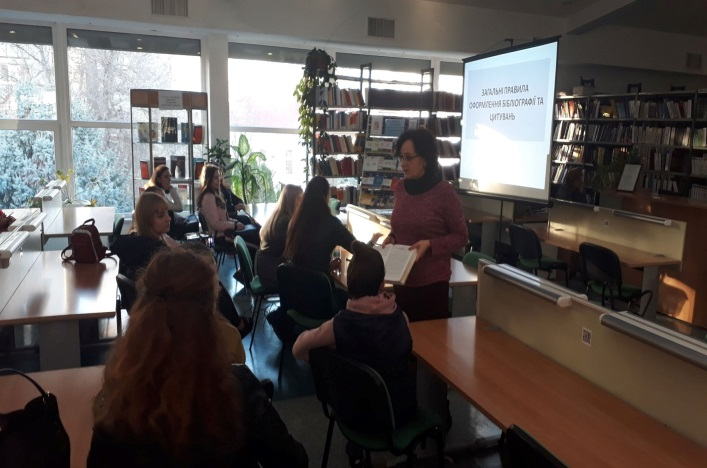 ЗАГАЛЬНІ ПРАВИЛА
ОФОРМЛЕННЯ БІБЛІОГРАФІЇ ТА
ЦИТУВАНЬ